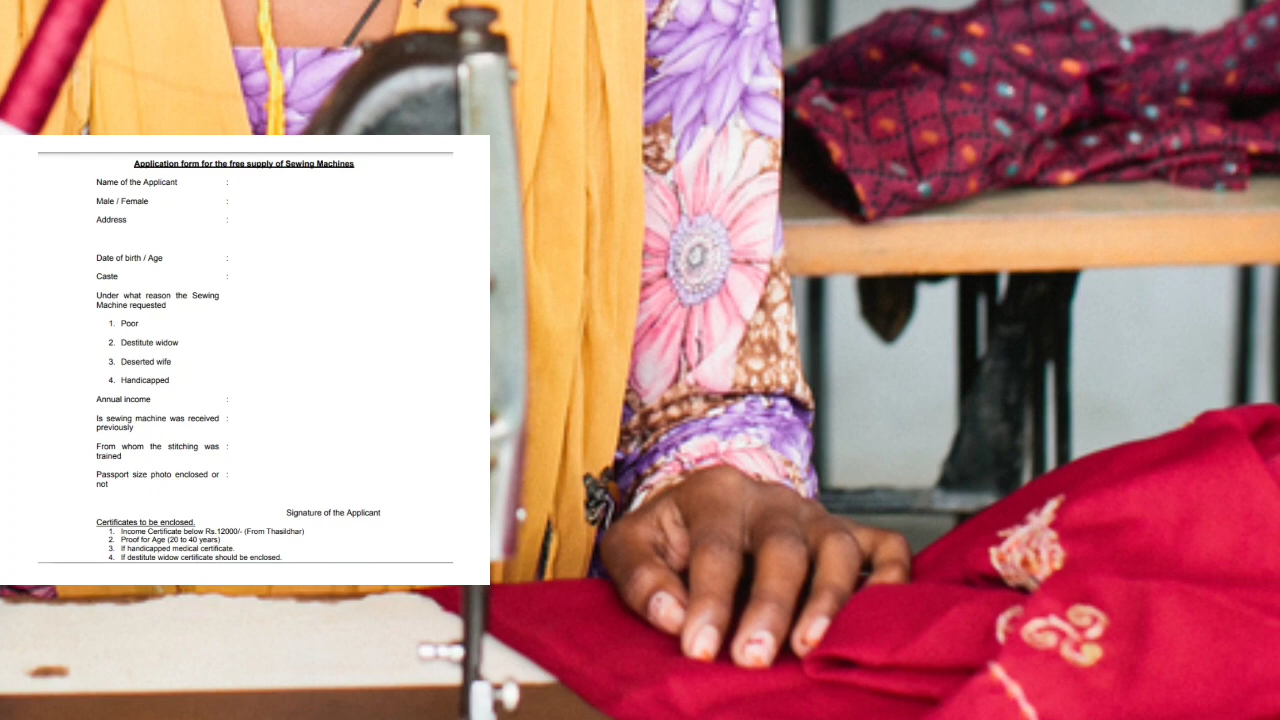 Application form for the free supply of Sewing Machines
Name of the Applicant :
Male / Female :
Address :
Date of birth / Age :
Caste :
Under what reason the Sewing
Machine requested
1. Poor
2. Destitute widow
3. Deserted wife
4. Handicapped
Annual income :
Is sewing machine was received :
previously
From whom the stitching was :
trained
Passport size photo enclosed or :
not
Signature of the Applicant
Certificates to be enclosed.
1. Income Certificate below Rs.12000/- (From Thasildhar)
2. Proof for Age (20 to 40 years)
3. If handicapped medical certificate.
4. If destitute widow certificate should be enclosed.